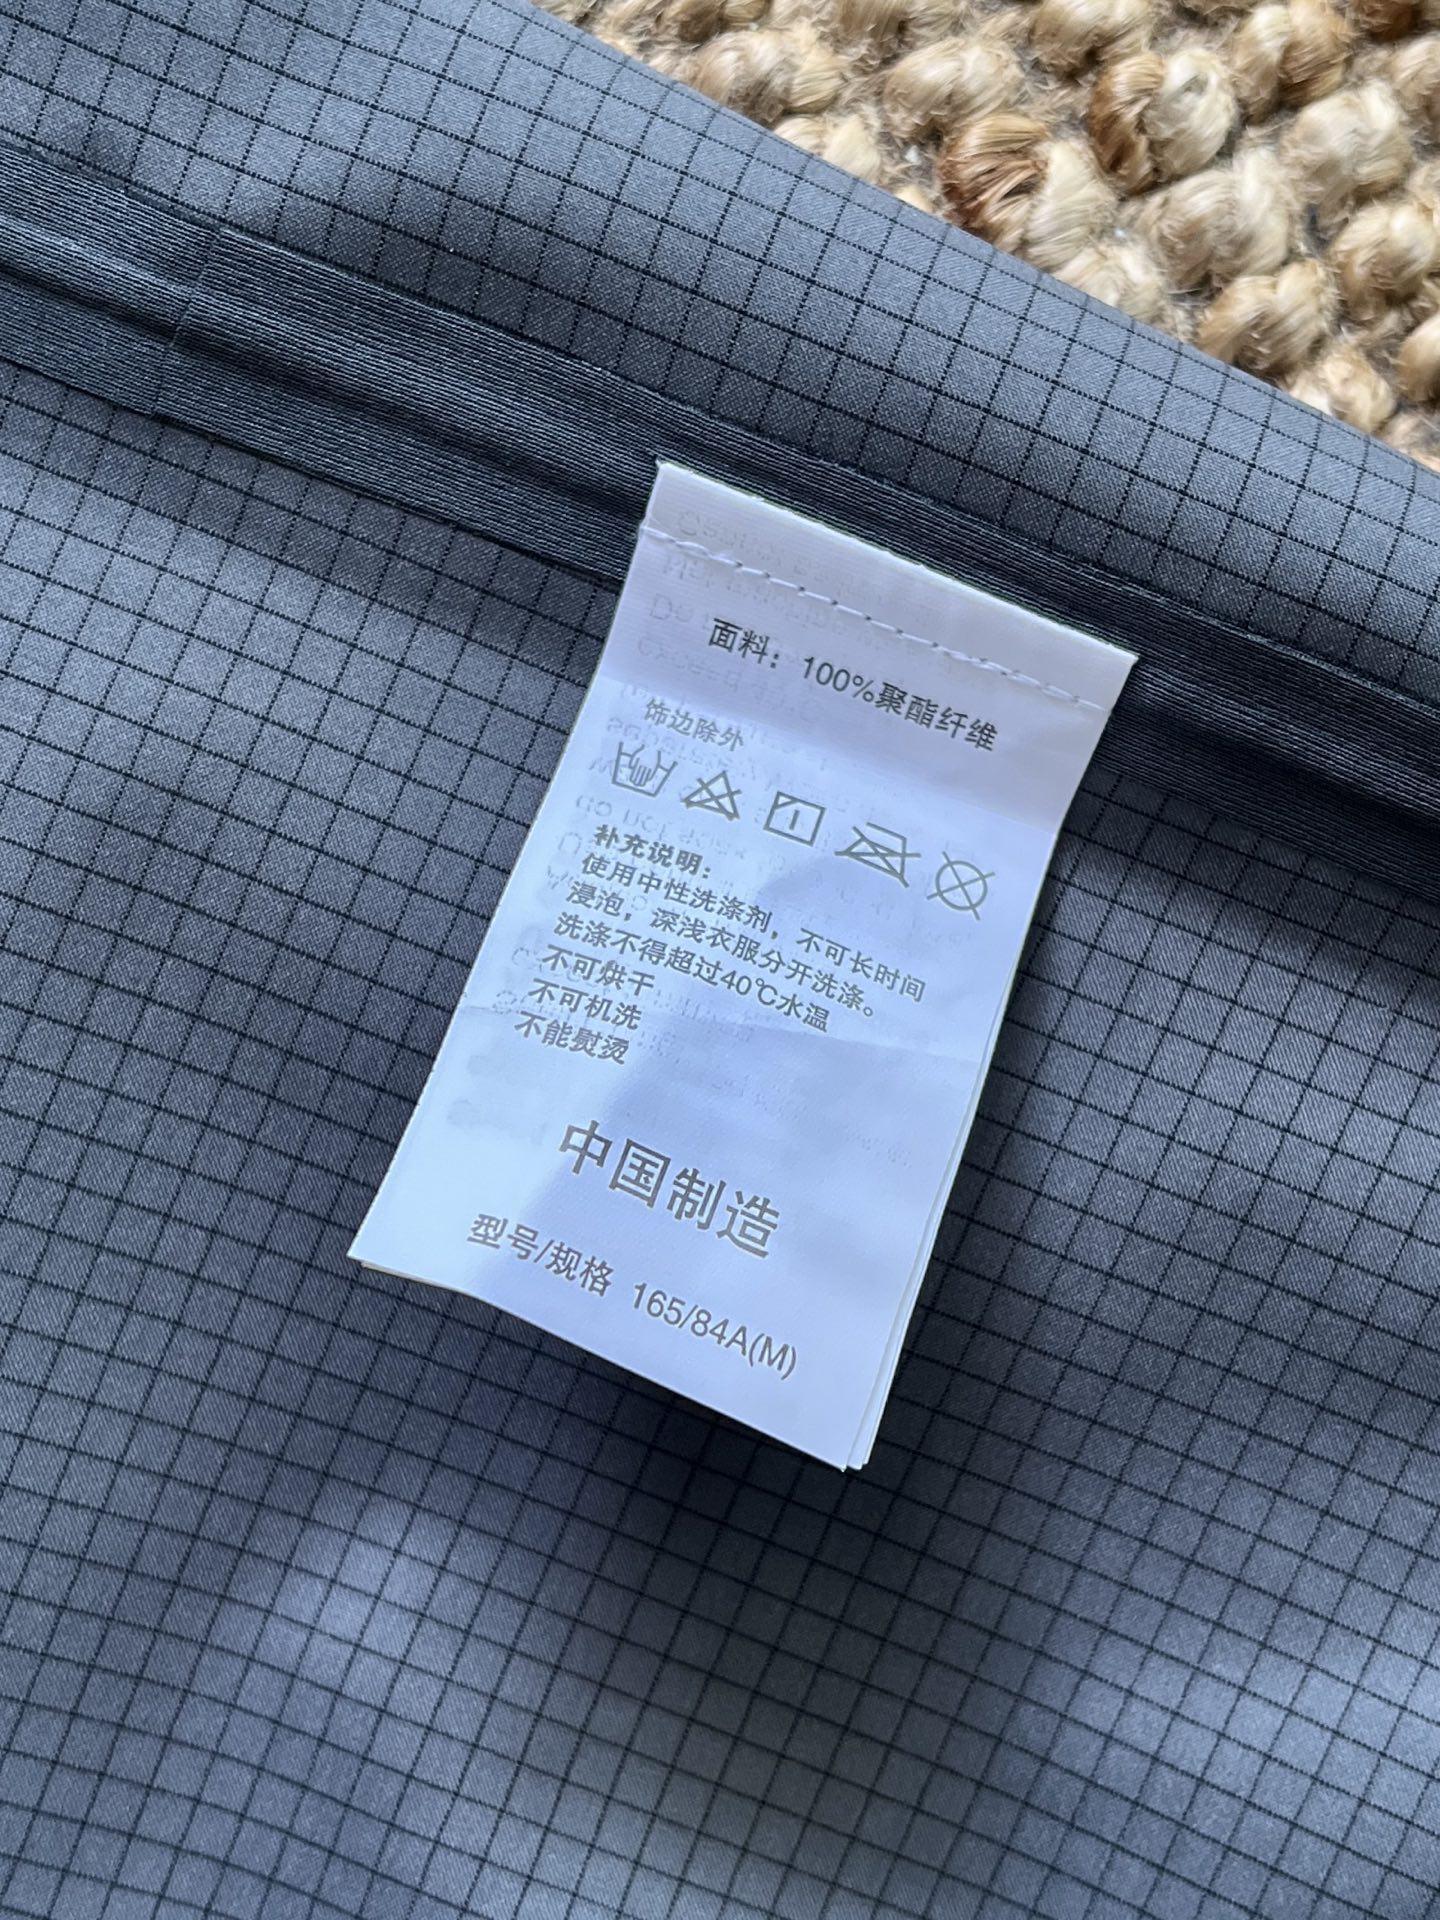 面料：100%聚酯纤维
饰边除外
补充说明：
使用中性洗涤剂，不可长时间
浸泡，深浅衣服分开洗涤。
洗涤不得超过40℃水温
不可烘干
不可机洗
不能熨烫
中国制造
型号/规格 165/84A(M)